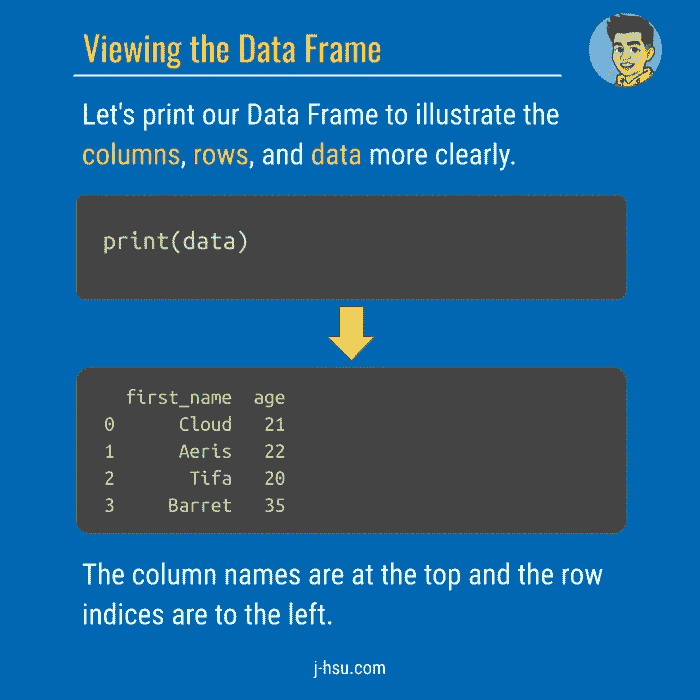 Viewing the Data Frame
Let's print our Data Frame to illustrate the
columns, rows, and data more clearly.
print(data)
first_name age
0 Cloud 21
1 Aeris 22
2 Tifa 20
3 Barret 35
The column names are at the top and the row
indices are to the left.
j-hsu.com